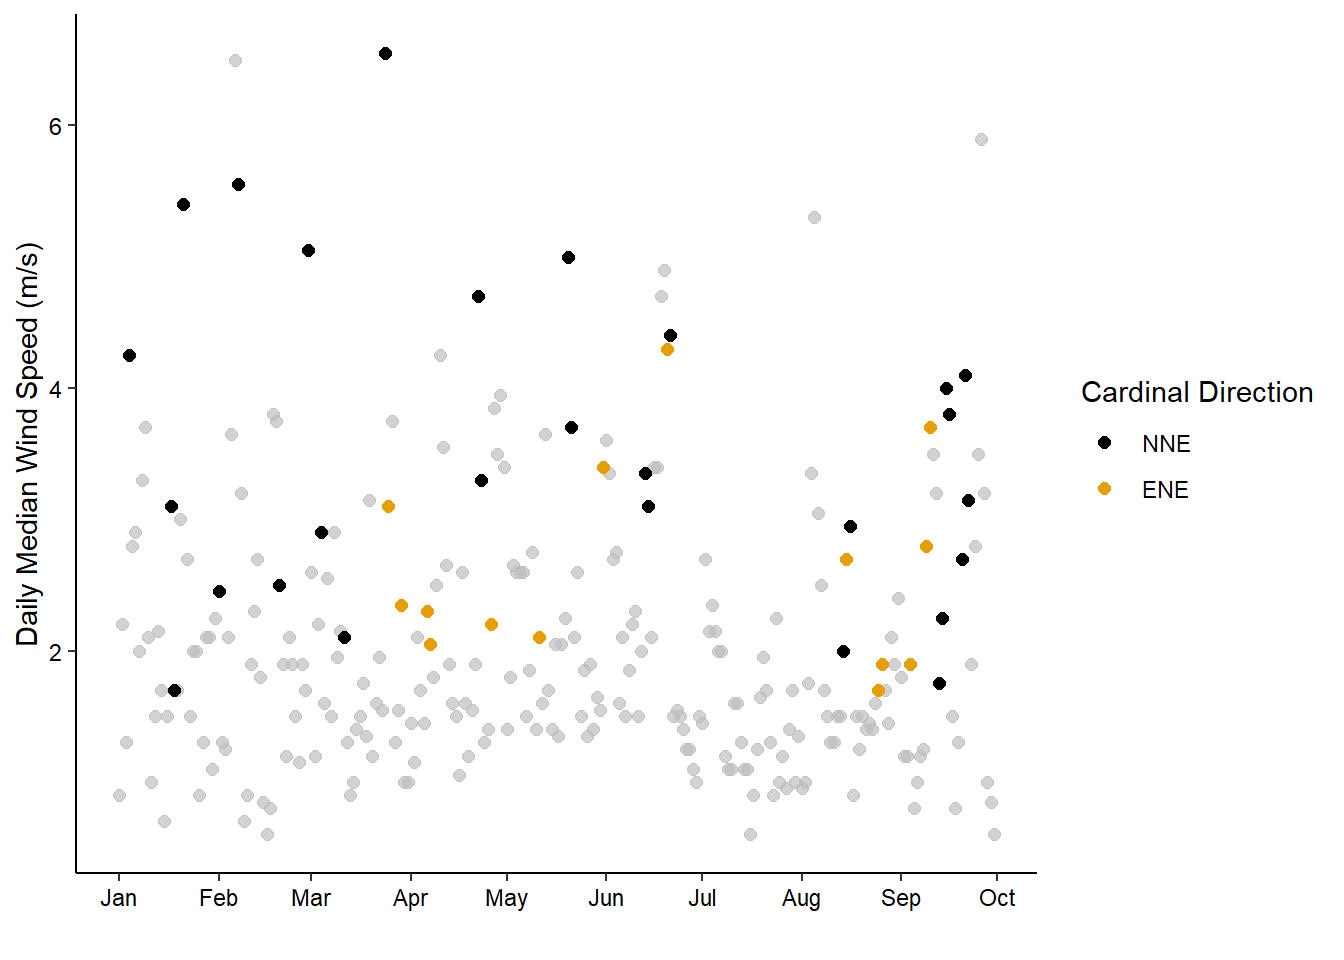 Daily Median Wind Speed (m/s)
6
4
2
Jan Feb Mar Apr May Jun Jul Aug Sep Oct
Cardinal Direction
NNE
ENE